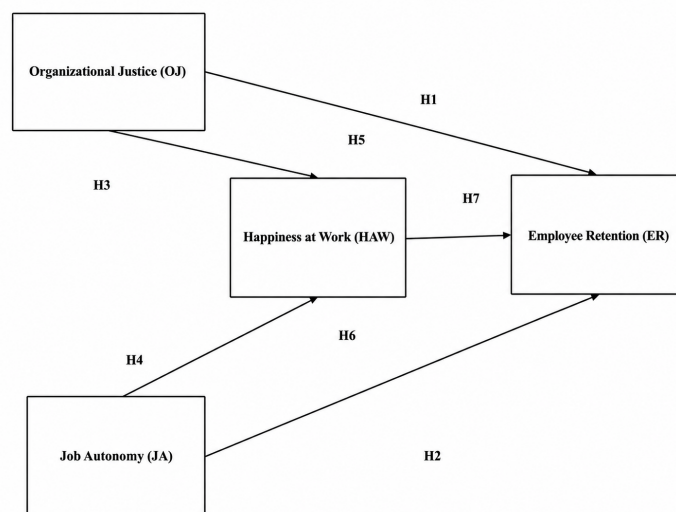 Organizational Justice (OJ)
H1
H5
H3
H7
Happiness at Work (HAW)
Employee Retention (ER)
H6
H4
Job Autonomy (JA)
H2